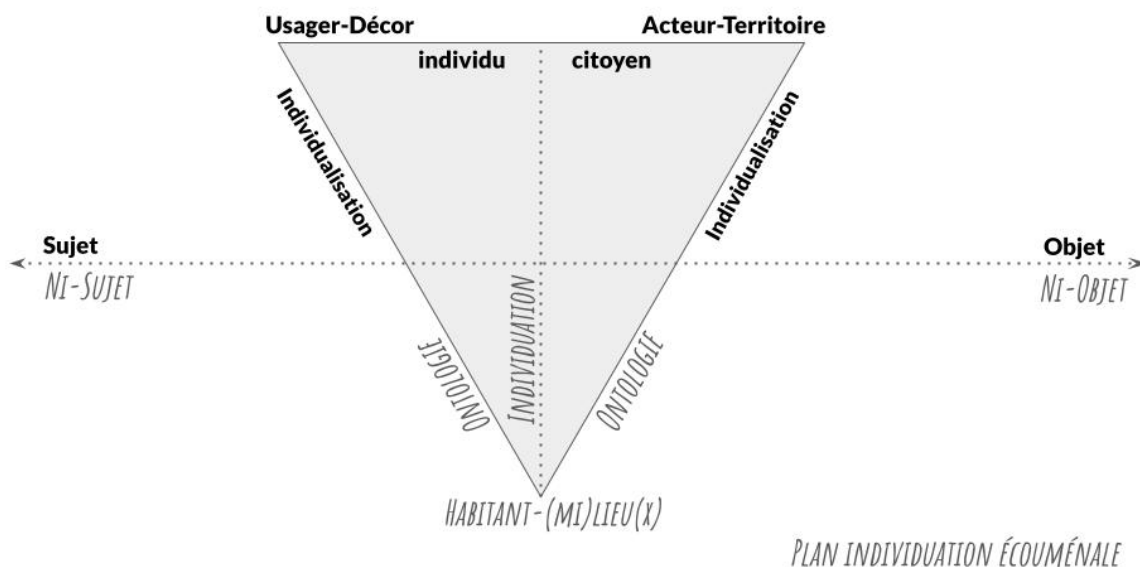 Usager-Décor
Acteur-Territoire
individu
citoyen
Individualisation
Individualisation
Sujet
Objet
NI-SUJET
NI-OBJET
ONTOLOGIE
INDIVIDUATION
ONTOLOGIE
HABITANT-(MI)LIEU(X)
PLAN INDIVIDUATION ÉCOUMÉNALE